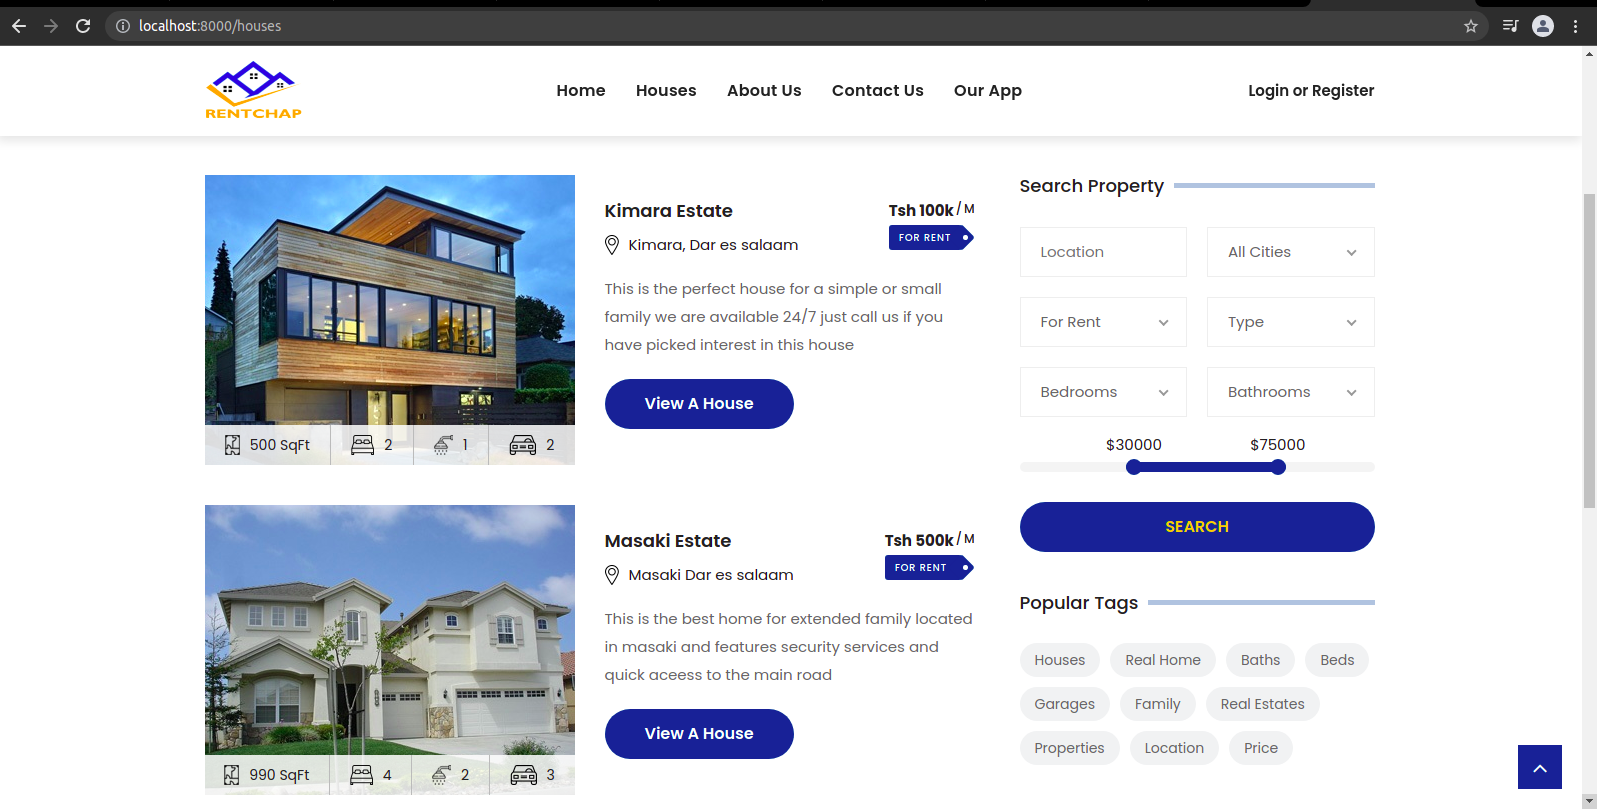 localhost:8000/houses
RENTCHAP
Home Houses About Us Contact Us Our App
Login or Register
Kimara Estate
Tsh 100k / M
Kimara, Dar es salaam
FOR RENT
This is the perfect house for a simple or small
family we are available 24/7 just call us if you
have picked interest in this house
View A House
500 SqFt 2 1 2
Masaki Estate
Tsh 500k / M
Masaki Dar es salaam
FOR RENT
This is the best home for extended family located
in masaki and features security services and
quick aceess to the main road
View A House
990 SqFt 4 2 3
Search Property
Location All Cities
For Rent Type
Bedrooms Bathrooms
$30000 $75000
SEARCH
Popular Tags
Houses Real Home Baths Beds
Garages Family Real Estates
Properties Location Price